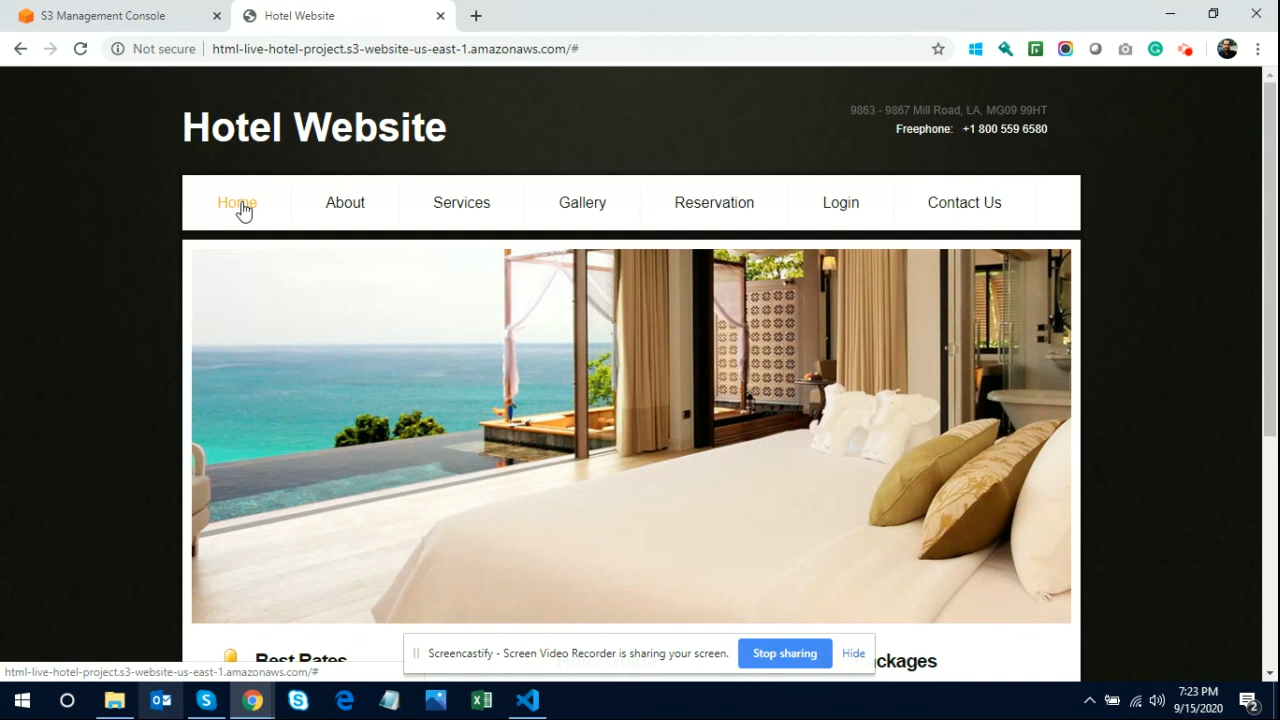 S3 Management Console
Hotel Website
Not secure
html-live-hotel-project.s3-website-us-east-1.amazonaws.com/#
Hotel Website
9863 - 9867 Mill Road, LA, MG09 99HT
Freephone: +1 800 559 6580
Home
About
Services
Gallery
Reservation
Login
Contact Us
Best Rates
Screencastify - Screen Video Recorder is sharing your screen.
Stop sharing
Hide
ackages
html-live-hotel-project.s3-website-us-east-1.amazonaws.com/#
7:23 PM
9/15/2020
2